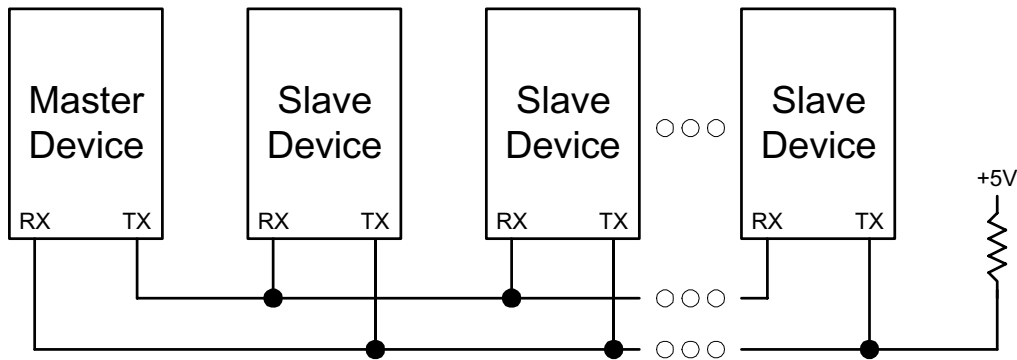 Master
Device
Slave
Device
Slave
Device
Slave
Device
+5V
RX TX
RX TX
RX TX
RX TX